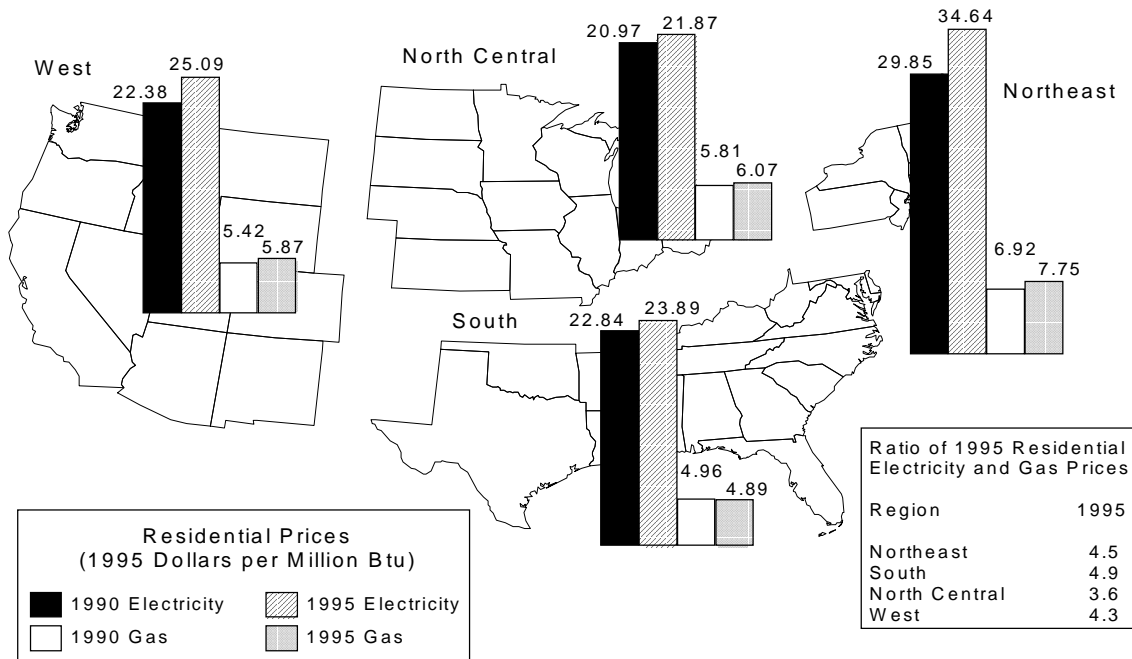 West
22.38
25.09
5.42
5.87
North Central
20.97
21.87
5.81
6.07
Northeast
29.85
34.64
6.92
7.75
South
22.84
23.89
4.96
4.89
Residential Prices
(1995 Dollars per Million Btu)
1990 Electricity
1995 Electricity
1990 Gas
1995 Gas
Ratio of 1995 Residential
Electricity and Gas Prices
Region 1995
Northeast 4.5
South 4.9
North Central 3.6
West 4.3